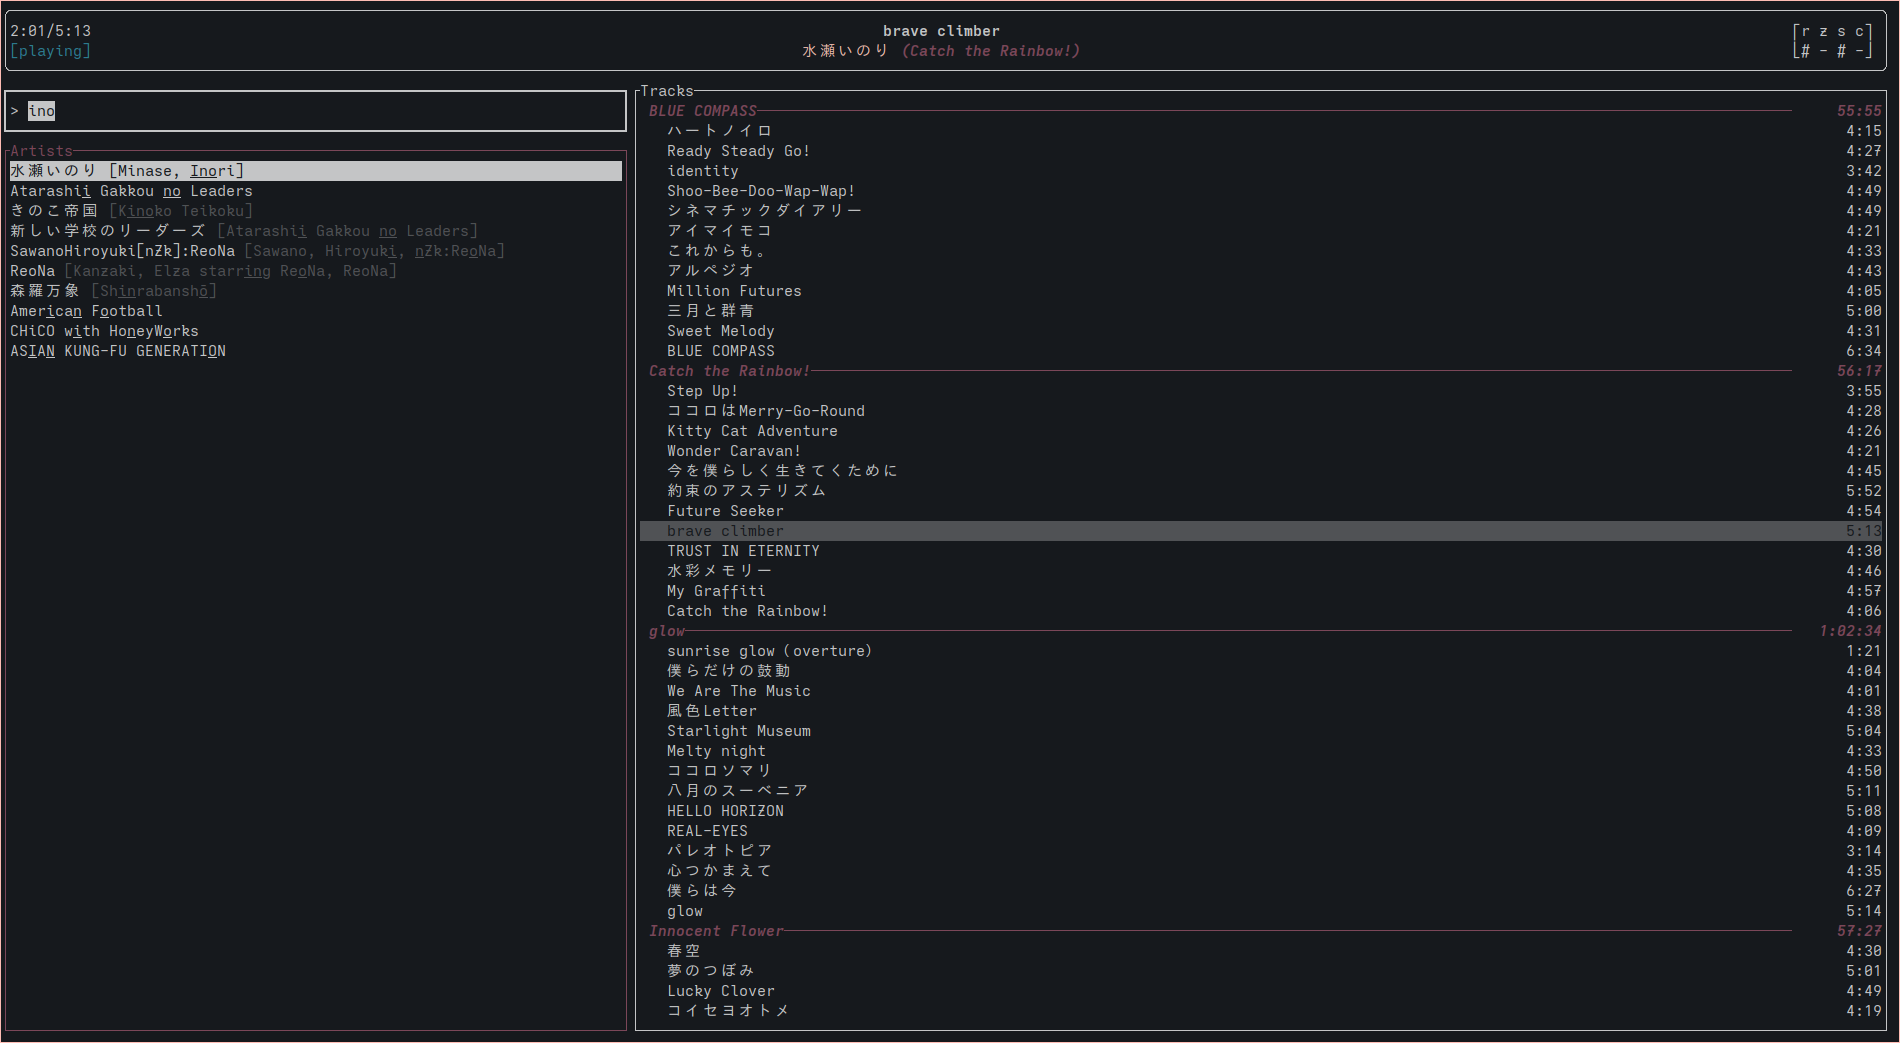 2:01/5:13
brave climber
[r z s c]
[playing]
水瀬いのり (Catch the Rainbow!)
[# - # -]
> ino
Artists
水瀬いのり [Minase, Inori]
Atarashii Gakkou no Leaders
きのこ帝国 [Kinoko Teikoku]
新しい学校のリーダーズ [Atarashii Gakkou no Leaders]
SawanoHiroyuki[nZk]:ReoNa [Sawano, Hiroyuki, nZk:ReoNa]
ReoNa [Kanzaki, Elza starring ReoNa, ReoNa]
森羅万象 [Shinrabanshō]
American Football
CHiCO with HoneyWorks
ASIAN KUNG-FU GENERATION
Tracks
BLUE COMPASS 55:55
ハートノイロ 4:15
Ready Steady Go! 4:27
identity 3:42
Shoo-Bee-Doo-Wap-Wap! 4:49
シネマチックダイアリー 4:49
アイマイモコ 4:21
これからも。 4:33
アルペジオ 4:43
Million Futures 4:05
三月と群青 5:00
Sweet Melody 4:31
BLUE COMPASS 6:34
Catch the Rainbow! 56:17
Step Up! 3:55
ココロはMerry-Go-Round 4:28
Kitty Cat Adventure 4:26
Wonder Caravan! 4:21
今を僕らしく生きてくために 4:45
約束のアステリズム 5:52
Future Seeker 4:54
brave climber 5:13
TRUST IN ETERNITY 4:30
水彩メモリー 4:46
My Graffiti 4:57
Catch the Rainbow! 4:06
glow 1:02:34
sunrise glow（overture） 1:21
僕らだけの鼓動 4:04
We Are The Music 4:01
風色Letter 4:38
Starlight Museum 5:04
Melty night 4:33
ココロソマリ 4:50
八月のスーベニア 5:11
HELLO HORIZON 5:08
REAL-EYES 4:09
パレオトピア 3:14
心つかまえて 4:35
僕らは今 6:27
glow 5:14
Innocent Flower 57:27
春空 4:30
夢のつぼみ 5:01
Lucky Clover 4:49
コイセヨオトメ 4:19